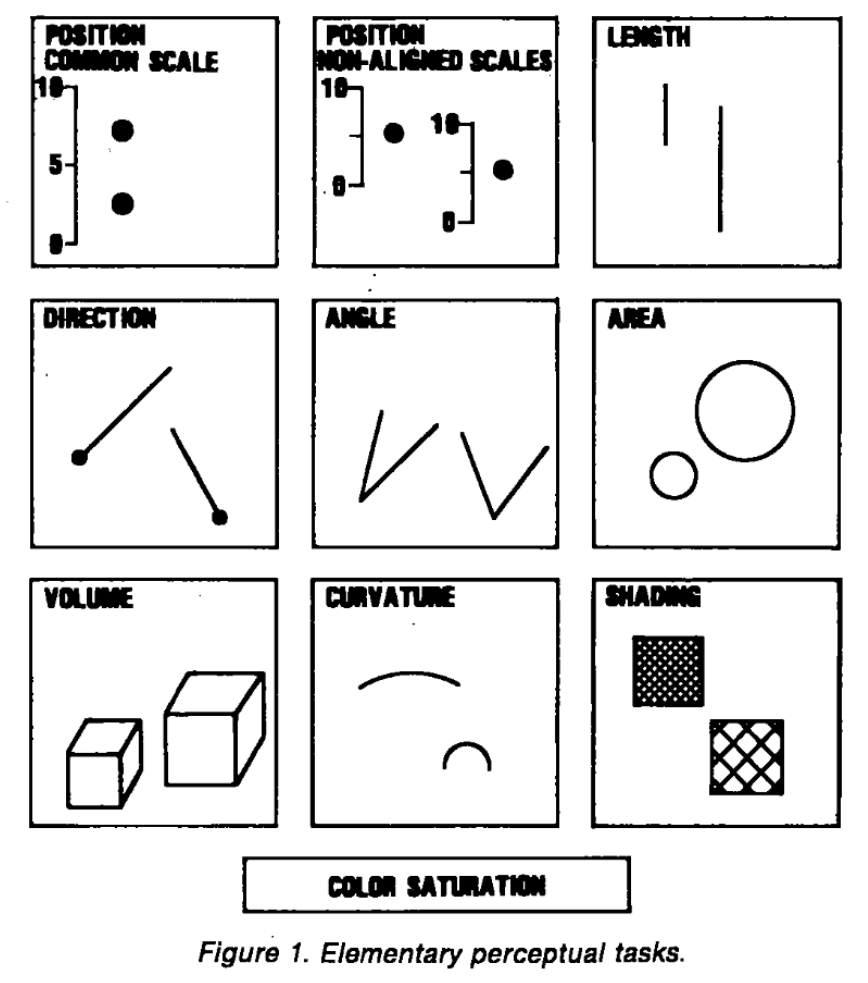 POSITION
COMMON SCALE
10
5
0
POSITION
NON-ALIGNED SCALES
10
0
10
0
LENGTH
DIRECTION
ANGLE
AREA
VOLUME
CURVATURE
SHADING
COLOR SATURATION
Figure 1. Elementary perceptual tasks.